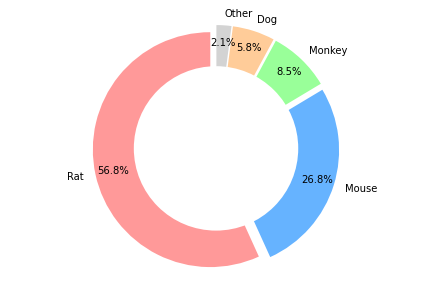 Other
Dog
2.1%
5.8%
Monkey
8.5%
56.8%
Rat
26.8%
Mouse